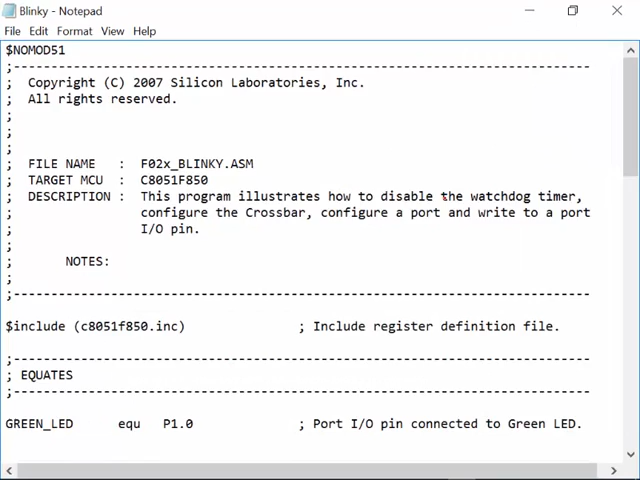 Blinky - Notepad
File Edit Format View Help
$NOMOD51
;-----------------------------------------------------------------------------
;  Copyright (C) 2007 Silicon Laboratories, Inc.
;  All rights reserved.
;
;
;
;  FILE NAME   :  F02x_BLINKY.ASM
;  TARGET MCU  :  C8051F850
;  DESCRIPTION :  This program illustrates how to disable the watchdog timer,
;                 configure the Crossbar, configure a port and write to a port
;                 I/O pin.
;
;       NOTES:
;
;-----------------------------------------------------------------------------
$include (c8051f850.inc)               ; Include register definition file.
;-----------------------------------------------------------------------------
; EQUATES
;-----------------------------------------------------------------------------
GREEN_LED      equ   P1.0              ; Port I/O pin connected to Green LED.